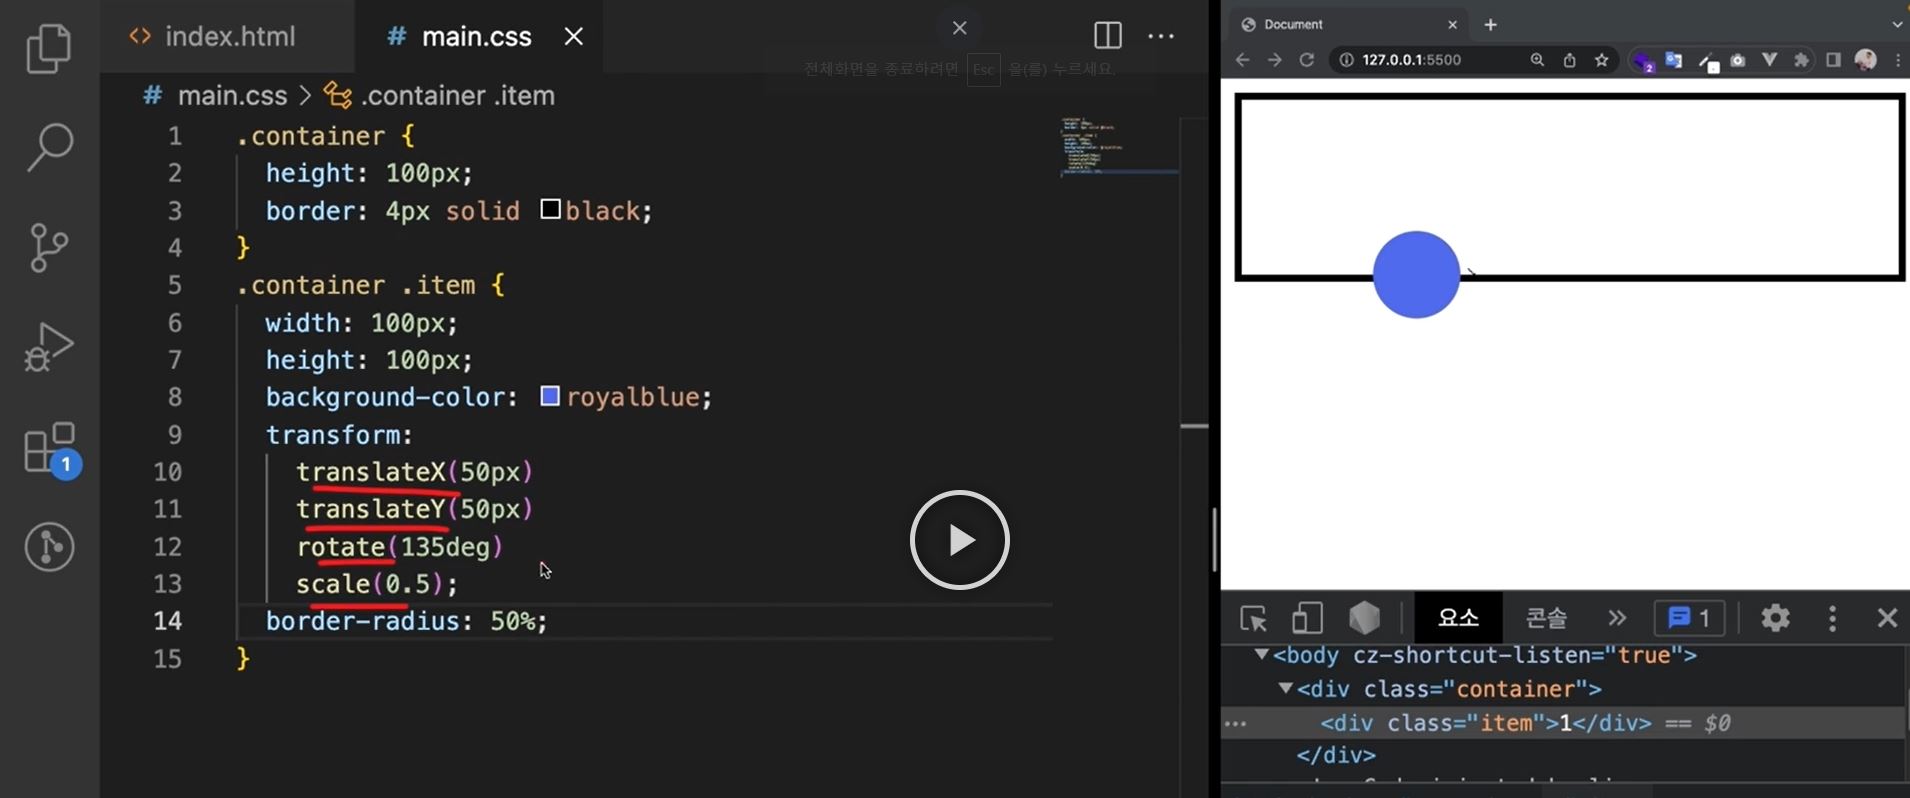 index.html
main.css
전체화면을 종료하려면 Esc 을(를) 누르세요.
main.css > .container .item
1 .container {
2 height: 100px;
3 border: 4px solid black;
4 }
5 .container .item {
6 width: 100px;
7 height: 100px;
8 background-color: royalblue;
9 transform:
10 translateX(50px)
11 translateY(50px)
12 rotate(135deg)
13 scale(0.5);
14 border-radius: 50%;
15 }
1
Document
127.0.0.1:5500
2
요소 콘솔 » 1
<body cz-shortcut-listen="true">
<div class="container">
<div class="item">1</div> == $0
</div>